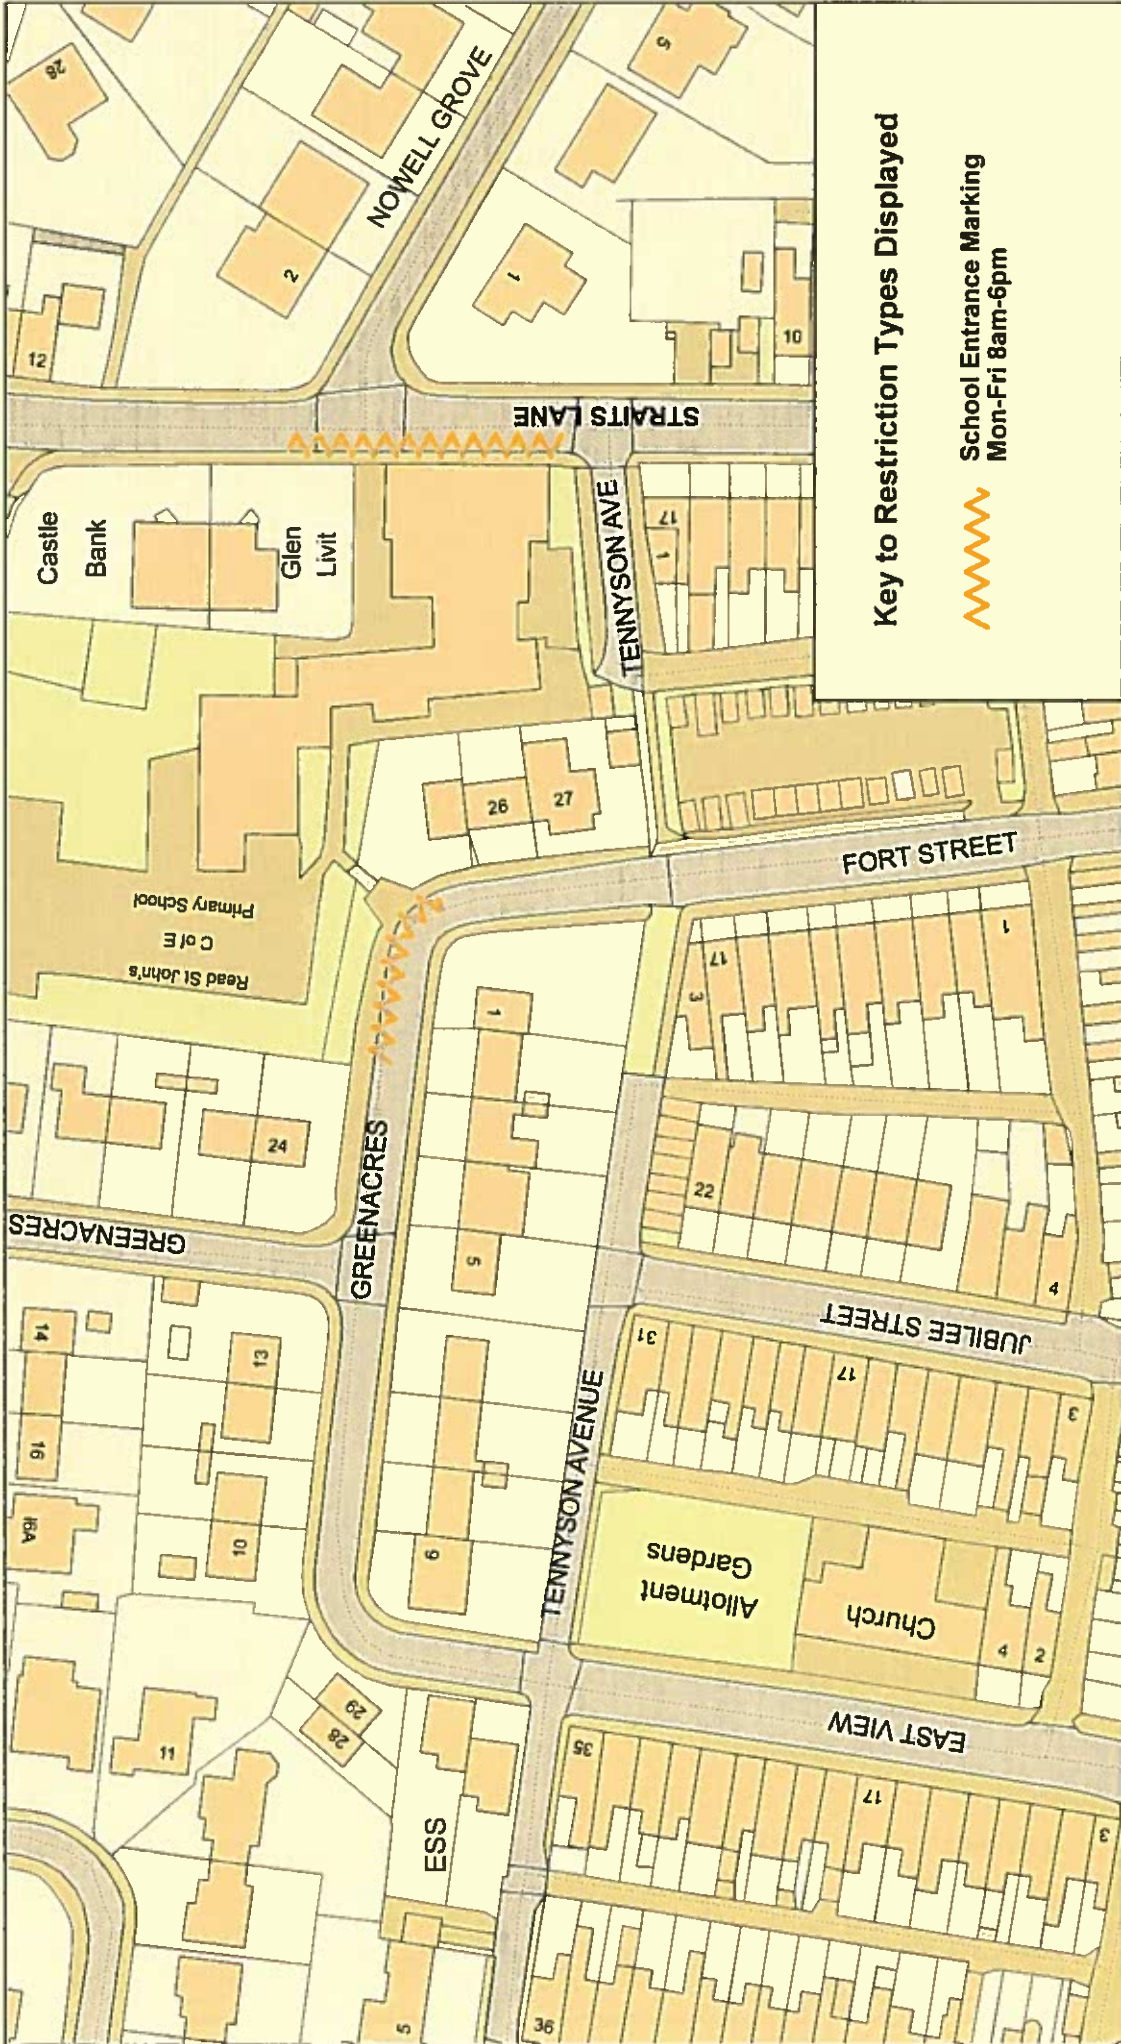 28
12
NOWELL GROVE
2
5
1
10
STRAITS LANE
Castle
Bank
Glen
Livit
TENNYSON AVE
17
1
26
27
FORT STREET
Read St John's
C of E
Primary School
24
GREENACRES
GREENACRES
1
5
6
17
3
1
22
4
JUBILEE STREET
31
17
3
14
16
16A
13
10
TENNYSON AVENUE
Allotment
Gardens
Church
4
2
EAST VIEW
11
29
28
ESS
35
17
3
5
36
Key to Restriction Types Displayed
School Entrance Marking
Mon-Fri 8am-6pm